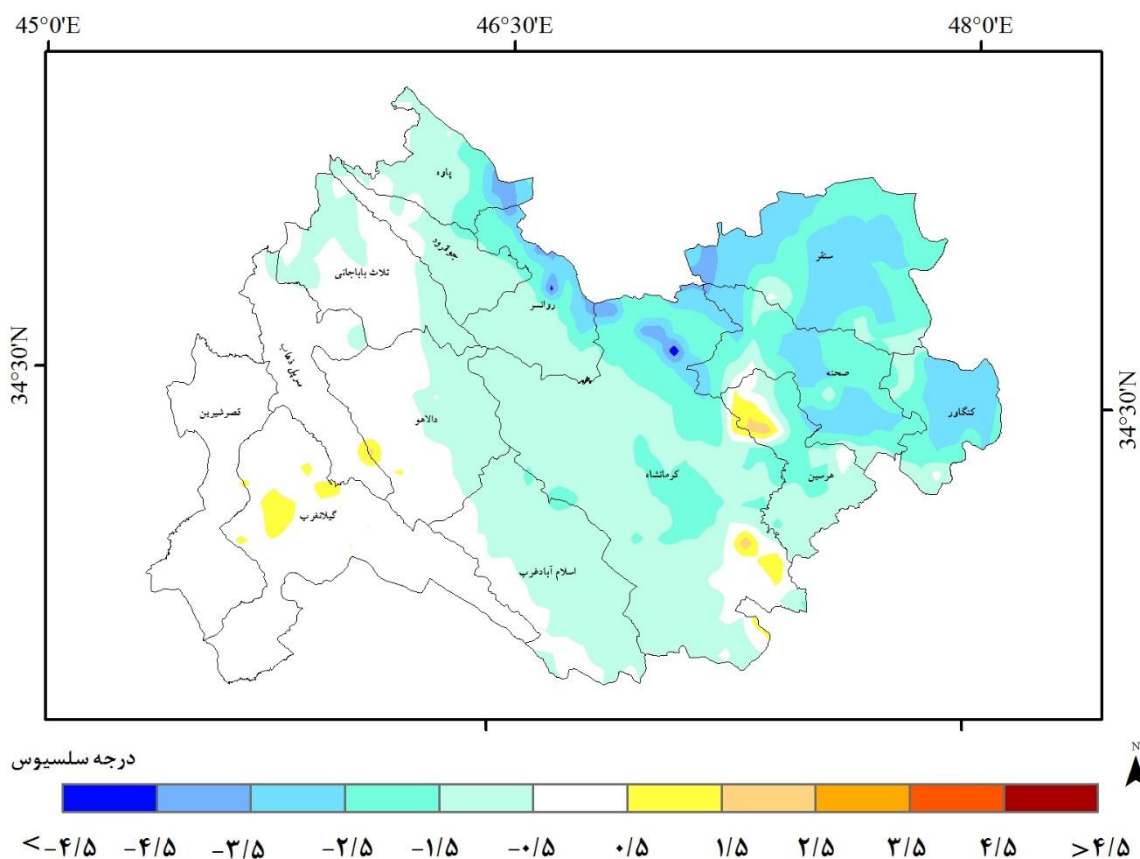 45°0'E 46°30'E 48°0'E
34°30'N
34°30'N
پاوه
جوانرود
ثلاث باباجانی
روانسر
سنقر
سرپل ذهاب
صحنه
قصرشیرین
دالاهو
کنگاور
کرمانشاه
هرسین
گیلانغرب
اسلام آبادغرب
درجه سلسیوس
N
<-۴/۵ -۴/۵ -۳/۵ -۲/۵ -۱/۵ -۰/۵ ۰/۵ ۱/۵ ۲/۵ ۳/۵ ۴/۵ >۴/۵